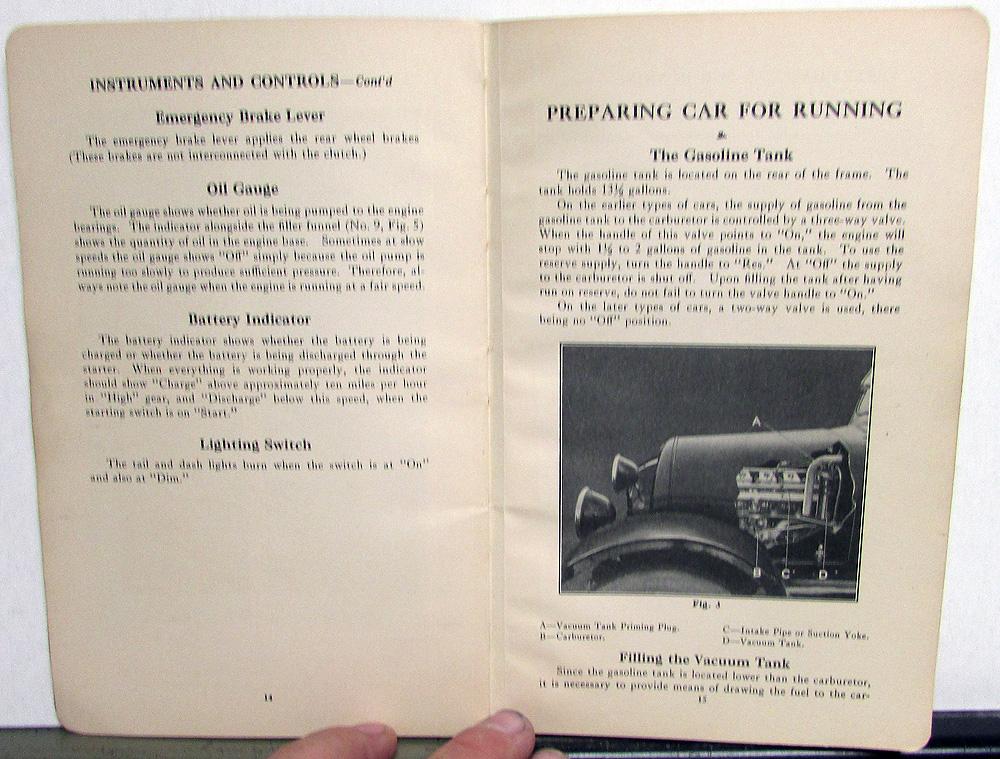 INSTRUMENTS AND CONTROLS—Cont'd
Emergency Brake Lever
The emergency brake lever applies the rear wheel brakes
(These brakes are not interconnected with the clutch.)
Oil Gauge
The oil gauge shows whether oil is being pumped to the engine
bearings. The indicator alongside the filler funnel (No. 9, Fig. 5)
shows the quantity of oil in the engine base. Sometimes at slow
speeds the oil gauge shows "Off" simply because the oil pump is
running too slowly to produce sufficient pressure. Therefore, al-
ways note the oil gauge when the engine is running at a fair speed.
Battery Indicator
The battery indicator shows whether the battery is being
charged or whether the battery is being discharged through the
starter. When everything is working properly, the indicator
should show "Charge" above approximately ten miles per hour
in "High" gear, and "Discharge" below this speed, when the
starting switch is on "Start."
Lighting Switch
The tail and dash lights burn when the switch is at "On"
and also at "Dim."
14
PREPARING CAR FOR RUNNING
The Gasoline Tank
The gasoline tank is located on the rear of the frame. The
tank holds 13½ gallons.
On the earlier types of cars, the supply of gasoline from the
gasoline tank to the carburetor is controlled by a three-way valve.
When the handle of this valve points to "On," the engine will
stop with 1½ to 2 gallons of gasoline in the tank. To use the
reserve supply, turn the handle to "Res." At "Off" the supply
to the carburetor is shut off. Upon filling the tank after having
run on reserve, do not fail to turn the valve handle to "On."
On the later types of cars, a two-way valve is used, there
being no "Off" position.
A
B C D
Fig. 3
A—Vacuum Tank Priming Plug.
B—Carburetor.
C—Intake Pipe or Suction Yoke.
D—Vacuum Tank.
Filling the Vacuum Tank
Since the gasoline tank is located lower than the carburetor,
it is necessary to provide means of drawing the fuel to the car-
15